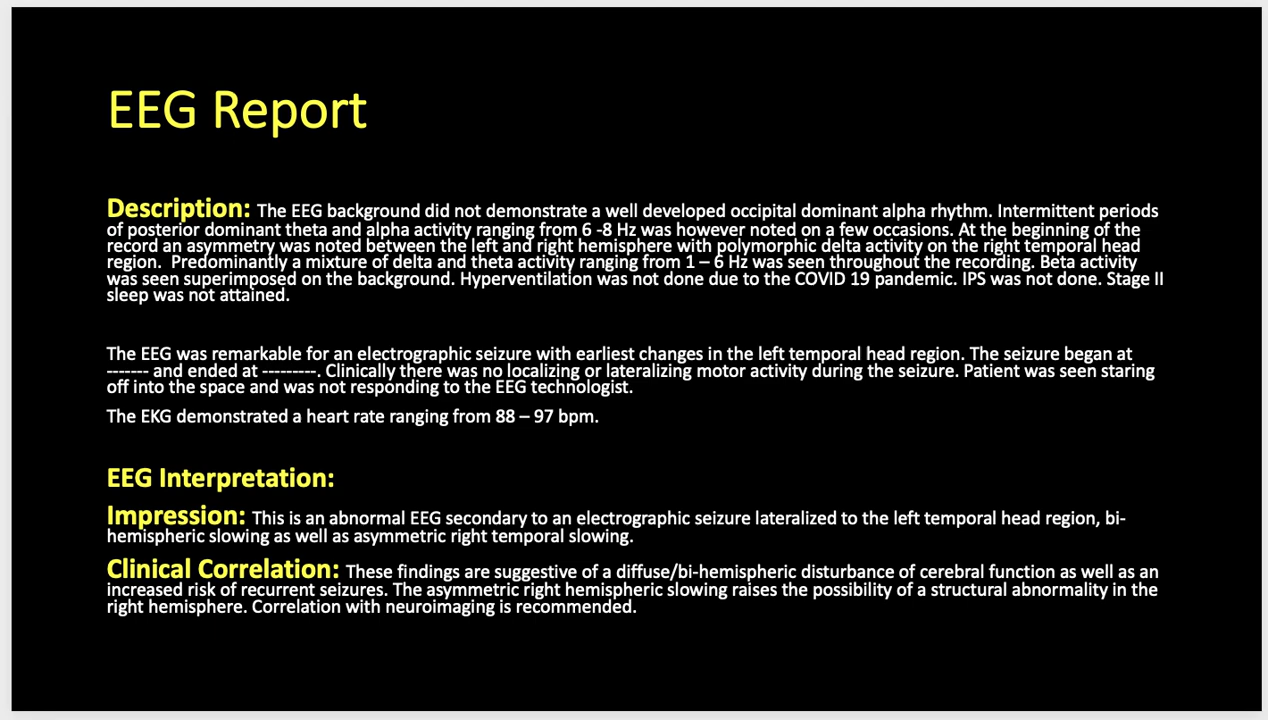 EEG Report
Description: The EEG background did not demonstrate a well developed occipital dominant alpha rhythm. Intermittent periods
of posterior dominant theta and alpha activity ranging from 6 -8 Hz was however noted on a few occasions. At the beginning of the
record an asymmetry was noted between the left and right hemisphere with polymorphic delta activity on the right temporal head
region.  Predominantly a mixture of delta and theta activity ranging from 1 – 6 Hz was seen throughout the recording. Beta activity
was seen superimposed on the background. Hyperventilation was not done due to the COVID 19 pandemic. IPS was not done. Stage II
sleep was not attained.
The EEG was remarkable for an electrographic seizure with earliest changes in the left temporal head region. The seizure began at
------- and ended at ---------. Clinically there was no localizing or lateralizing motor activity during the seizure. Patient was seen staring
off into the space and was not responding to the EEG technologist.
The EKG demonstrated a heart rate ranging from 88 – 97 bpm.
EEG Interpretation:
Impression: This is an abnormal EEG secondary to an electrographic seizure lateralized to the left temporal head region, bi-
hemispheric slowing as well as asymmetric right temporal slowing.
Clinical Correlation: These findings are suggestive of a diffuse/bi-hemispheric disturbance of cerebral function as well as an
increased risk of recurrent seizures. The asymmetric right hemispheric slowing raises the possibility of a structural abnormality in the
right hemisphere. Correlation with neuroimaging is recommended.